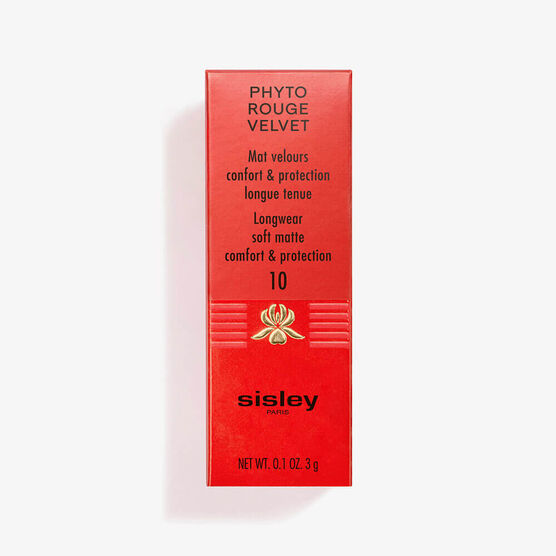 PHYTO
ROUGE
VELVET
Mat velours
confort & protection
longue tenue
Longwear
soft matte
comfort & protection
10
sisley
PARIS
NET WT. 0.1 OZ. 3 g